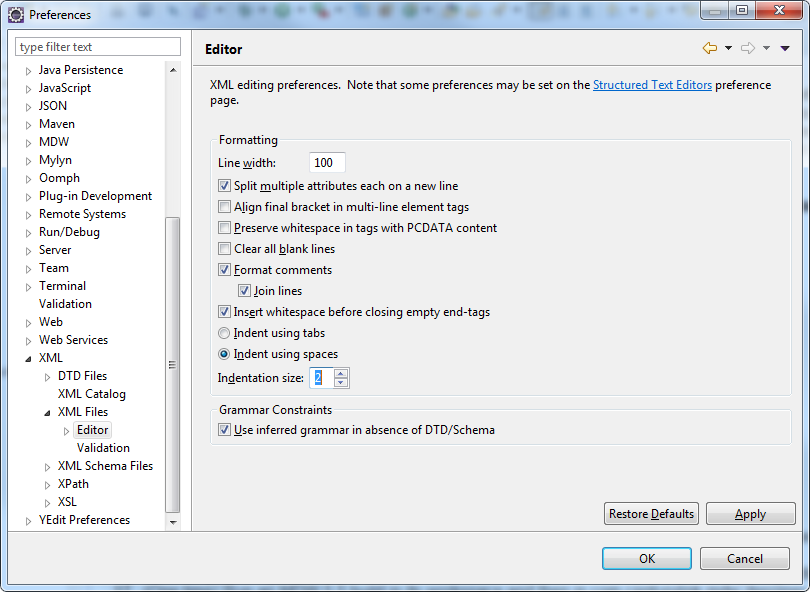 Preferences
type filter text
Java Persistence
JavaScript
JSON
Maven
MDW
Mylyn
Oomph
Plug-in Development
Remote Systems
Run/Debug
Server
Team
Terminal
Validation
Web
Web Services
XML
DTD Files
XML Catalog
XML Files
Editor
Validation
XML Schema Files
XPath
XSL
YEdit Preferences
Editor
XML editing preferences.  Note that some preferences may be set on the Structured Text Editors preference
page.
Formatting
Line width: 100
Split multiple attributes each on a new line
Align final bracket in multi-line element tags
Preserve whitespace in tags with PCDATA content
Clear all blank lines
Format comments
Join lines
Insert whitespace before closing empty end-tags
Indent using tabs
Indent using spaces
Indentation size: 2
Grammar Constraints
Use inferred grammar in absence of DTD/Schema
Restore Defaults Apply
OK Cancel